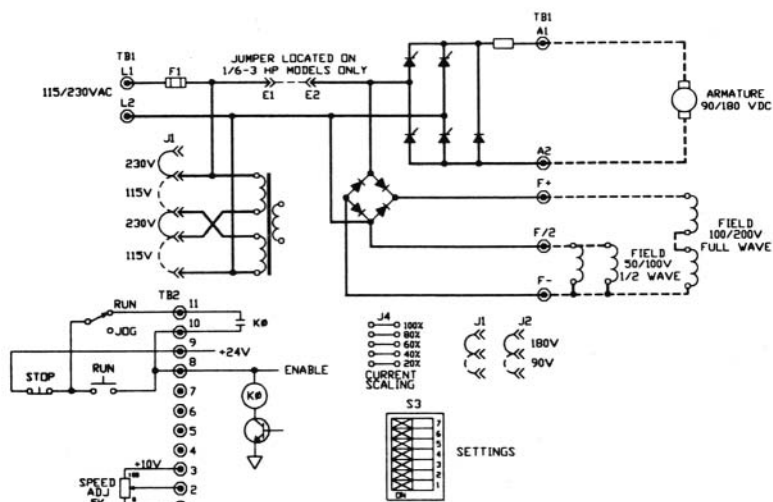 TB1
A1
TB1
L1
F1
JUMPER LOCATED ON
1/6-3 HP MODELS ONLY
E1
E2
115/230VAC
L2
ARMATURE
90/180 VDC
J1
230V
115V
230V
115V
A2
F+
F/2
F-
FIELD
50/100V
1/2 WAVE
FIELD
100/200V
FULL WAVE
TB2
RUN
JOG
11
10
KØ
9
+24V
8
ENABLE
STOP
RUN
7
6
5
4
KØ
J4
100%
80%
60%
40%
20%
CURRENT
SCALING
J1
J2
180V
90V
S3
7
6
5
4
3
2
1
ON
SETTINGS
+10V
3
SPEED
ADJ
2